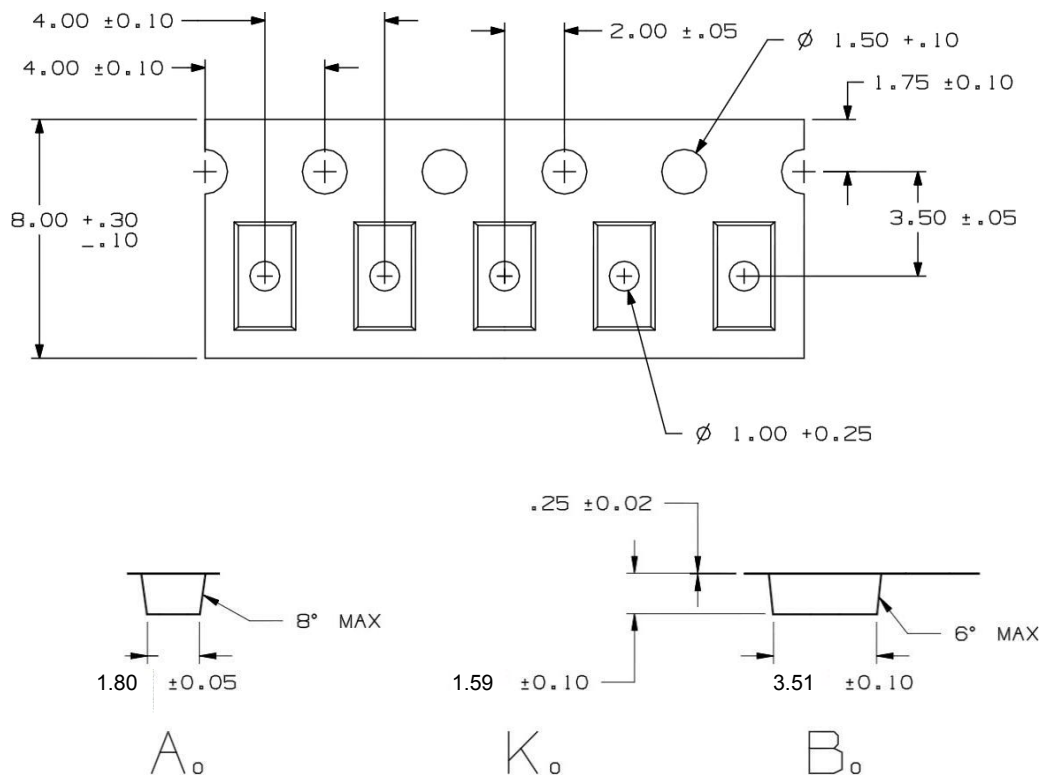 4.00 ±0.10
2.00 ±.05
Ø 1.50 +.10
4.00 ±0.10
1.75 ±0.10
8.00 +.30
-.10
3.50 ±.05
Ø 1.00 +0.25
.25 ±0.02
8° MAX
6° MAX
1.80 ±0.05
1.59 ±0.10
3.51 ±0.10
Ao
Ko
Bo